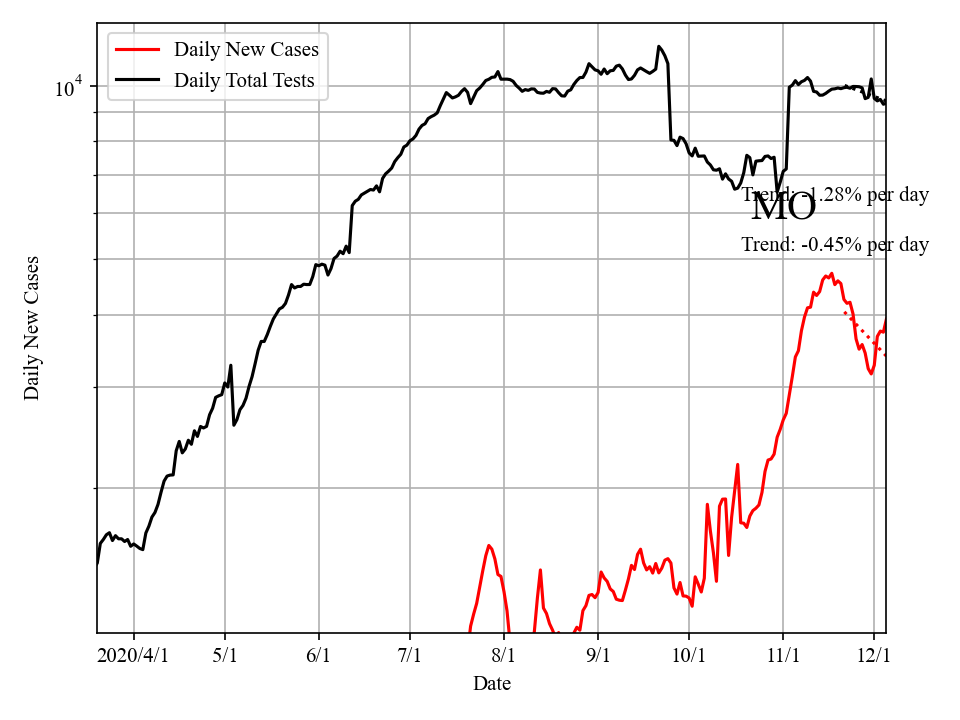 Daily New Cases
Daily Total Tests
10^4
Trend: -1.28% per day
MO
Trend: -0.45% per day
Daily New Cases
2020/4/1 5/1 6/1 7/1 8/1 9/1 10/1 11/1 12/1
Date